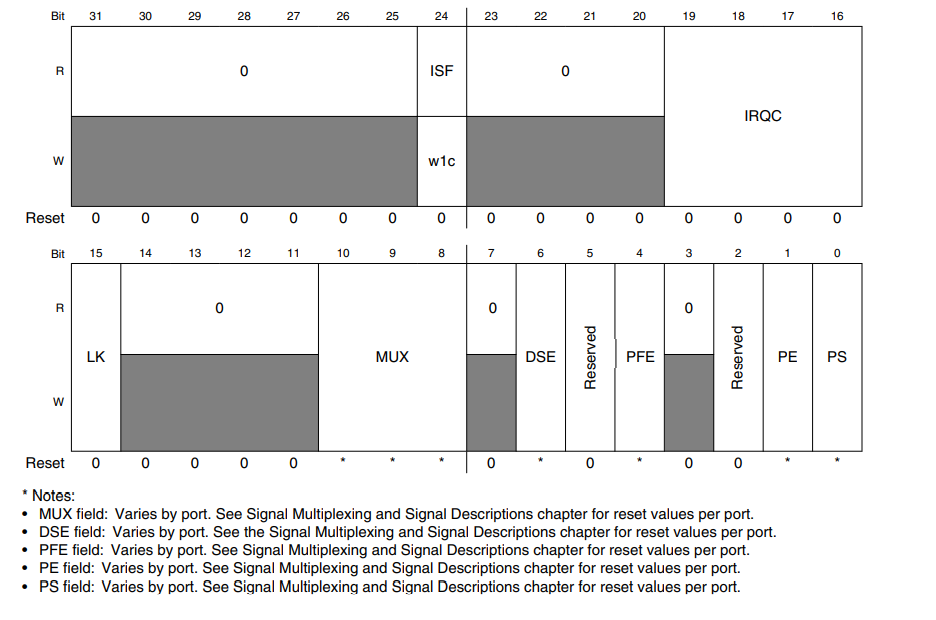 Bit 31 30 29 28 27 26 25 24 23 22 21 20 19 18 17 16
R 0 ISF 0
IRQC
W w1c
Reset 0 0 0 0 0 0 0 0 0 0 0 0 0 0 0 0
Bit 15 14 13 12 11 10 9 8 7 6 5 4 3 2 1 0
R 0 0 0
LK MUX DSE Reserved PFE Reserved PE PS
W
Reset 0 0 0 0 0 * * * 0 * 0 * 0 0 * *
* Notes:
• MUX field: Varies by port. See Signal Multiplexing and Signal Descriptions chapter for reset values per port.
• DSE field: Varies by port. See the Signal Multiplexing and Signal Descriptions chapter for reset values per port.
• PFE field: Varies by port. See Signal Multiplexing and Signal Descriptions chapter for reset values per port.
• PE field: Varies by port. See Signal Multiplexing and Signal Descriptions chapter for reset values per port.
• PS field: Varies by port. See Signal Multiplexing and Signal Descriptions chapter for reset values per port.